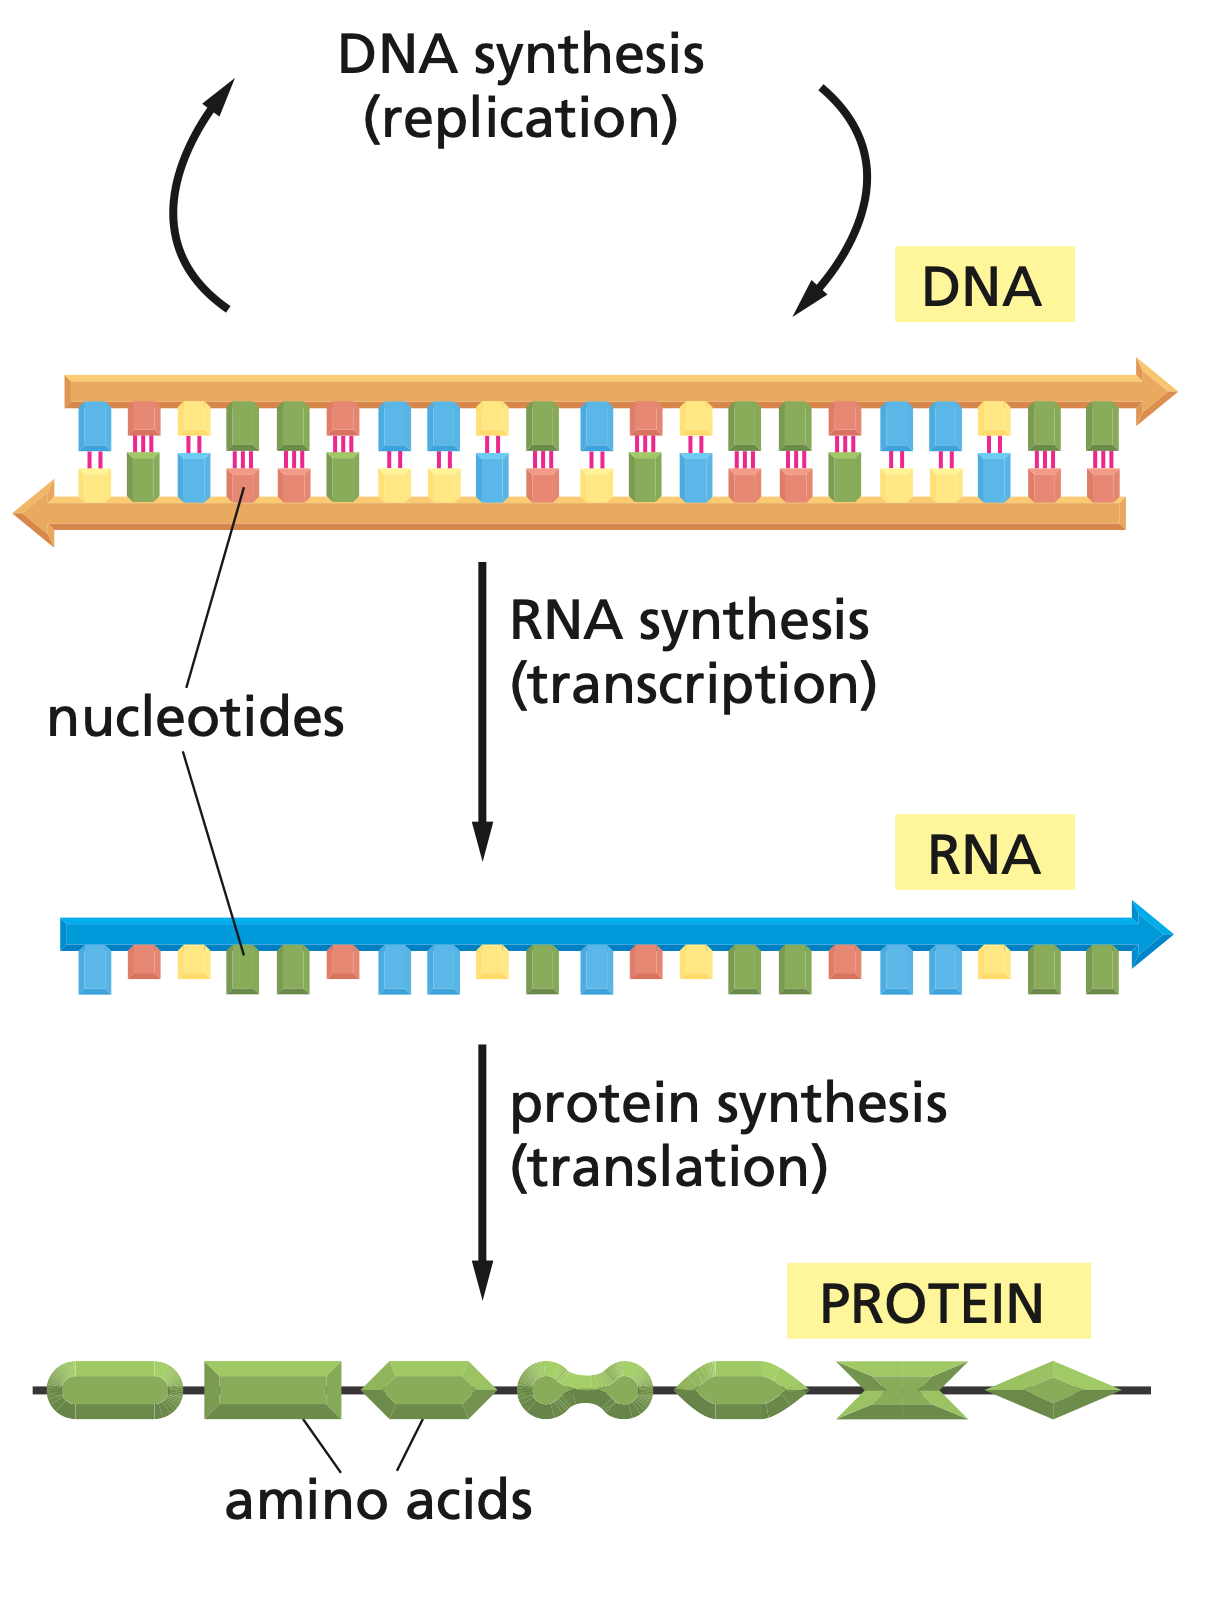 DNA synthesis
(replication)
DNA
RNA synthesis
(transcription)
nucleotides
RNA
protein synthesis
(translation)
PROTEIN
amino acids